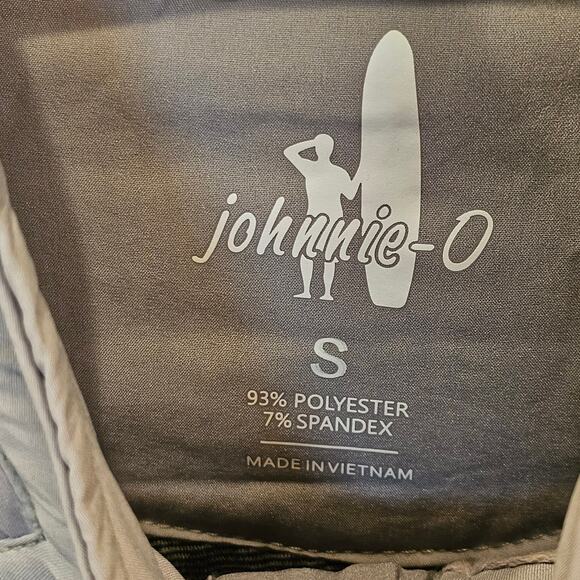 johnnie-O
S
93% POLYESTER
7% SPANDEX
MADE IN VIETNAM